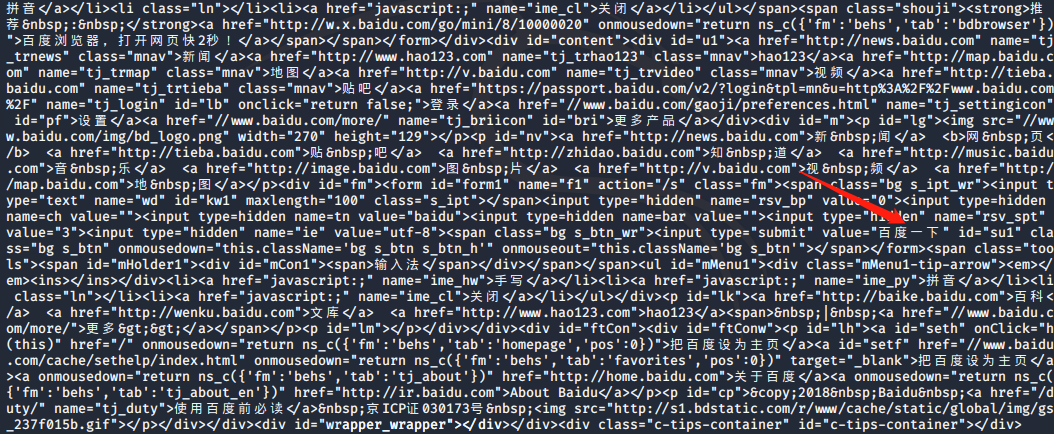 拼音</a></li><li class="ln"></li><li><a href="javascript:;" name="ime_cl">关闭</a></li></ul></span><span class="shouji"><strong>推
荐&nbsp;:&nbsp;</strong><a href="http://w.x.baidu.com/go/mini/8/10000020" onmousedown="return ns_c({'fm':'behs','tab':'bdbrowser'})
">百度浏览器，打开网页快2秒！</a></span></span></form></div><div id="content"><div id="u1"><a href="http://news.baidu.com" name="tj
_trnews" class="mnav">新闻</a><a href="http://www.hao123.com" name="tj_trhao123" class="mnav">hao123</a><a href="http://map.baidu.c
om" name="tj_trmap" class="mnav">地图</a><a href="http://v.baidu.com" name="tj_trvideo" class="mnav">视频</a><a href="http://tieba.
baidu.com" name="tj_trtieba" class="mnav">贴吧</a><a href="https://passport.baidu.com/v2/?login&tpl=mn&u=http%3A%2F%2Fwww.baidu.com
%2F" name="tj_login" id="lb" onclick="return false;">登录</a><a href="//www.baidu.com/gaoji/preferences.html" name="tj_settingicon"
id="pf">设置</a><a href="//www.baidu.com/more/" name="tj_briicon" id="bri">更多产品</a></div><div id="m"><p id="lg"><img src="//ww
w.baidu.com/img/bd_logo.png" width="270" height="129"></p><p id="nv"><a href="http://news.baidu.com">新&nbsp;闻</a>  <b>网&nbsp;页<
/b>  <a href="http://tieba.baidu.com">贴&nbsp;吧</a>  <a href="http://zhidao.baidu.com">知&nbsp;道</a>  <a href="http://music.baidu
.com">音&nbsp;乐</a>  <a href="http://image.baidu.com">图&nbsp;片</a>  <a href="http://v.baidu.com">视&nbsp;频</a>  <a href="http:/
/map.baidu.com">地&nbsp;图</a></p><div id="fm"><form id="form1" name="f1" action="/s" class="fm"><span class="bg s_ipt_wr"><input t
ype="text" name="wd" id="kw1" maxlength="100" class="s_ipt"></span><input type="hidden" name="rsv_bp" value="0"><input type=hidden
name=ch value=""><input type=hidden name=tn value="baidu"><input type=hidden name=bar value=""><input type="hidden" name="rsv_spt"
value="3"><input type="hidden" name="ie" value="utf-8"><span class="bg s_btn_wr"><input type="submit" value="百度一下" id="su1" cla
ss="bg s_btn" onmousedown="this.className='bg s_btn s_btn_h'" onmouseout="this.className='bg s_btn'"></span></form><span class="too
ls"><span id="mHolder1"><div id="mCon1"><span>输入法</span></div></span></span><ul id="mMenu1"><div class="mMenu1-tip-arrow"><em></
em><ins></ins></div><li><a href="javascript:;" name="ime_hw">手写</a></li><li><a href="javascript:;" name="ime_py">拼音</a></li><li
class="ln"></li><li><a href="javascript:;" name="ime_cl">关闭</a></li></ul></div><p id="lk"><a href="http://baike.baidu.com">百科<
/a>  <a href="http://wenku.baidu.com">文库</a>  <a href="http://www.hao123.com">hao123</a><span>&nbsp;|&nbsp;<a href="//www.baidu.c
om/more/">更多&gt;&gt;</a></span></p><p id="lm"></p></div></div><div id="ftCon"><div id="ftConw"><p id="lh"><a id="seth" onClick="h
(this)" href="/" onmousedown="return ns_c({'fm':'behs','tab':'homepage','pos':0})">把百度设为主页</a><a id="setf" href="//www.baidu
.com/cache/sethelp/index.html" onmousedown="return ns_c({'fm':'behs','tab':'favorites','pos':0})" target="_blank">把百度设为主页</a
><a onmousedown="return ns_c({'fm':'behs','tab':'tj_about'})" href="http://home.baidu.com">关于百度</a><a onmousedown="return ns_c(
{'fm':'behs','tab':'tj_about_en'})" href="http://ir.baidu.com">About Baidu</a></p><p id="cp">&copy;2018&nbsp;Baidu&nbsp;<a href="/d
uty/" name="tj_duty">使用百度前必读</a>&nbsp;京ICP证030173号&nbsp;<img src="http://s1.bdstatic.com/r/www/cache/static/global/img/gs
_237f015b.gif"></p></div></div><div id="wrapper_wrapper"></div></div><div class="c-tips-container" id="c-tips-container"></div>